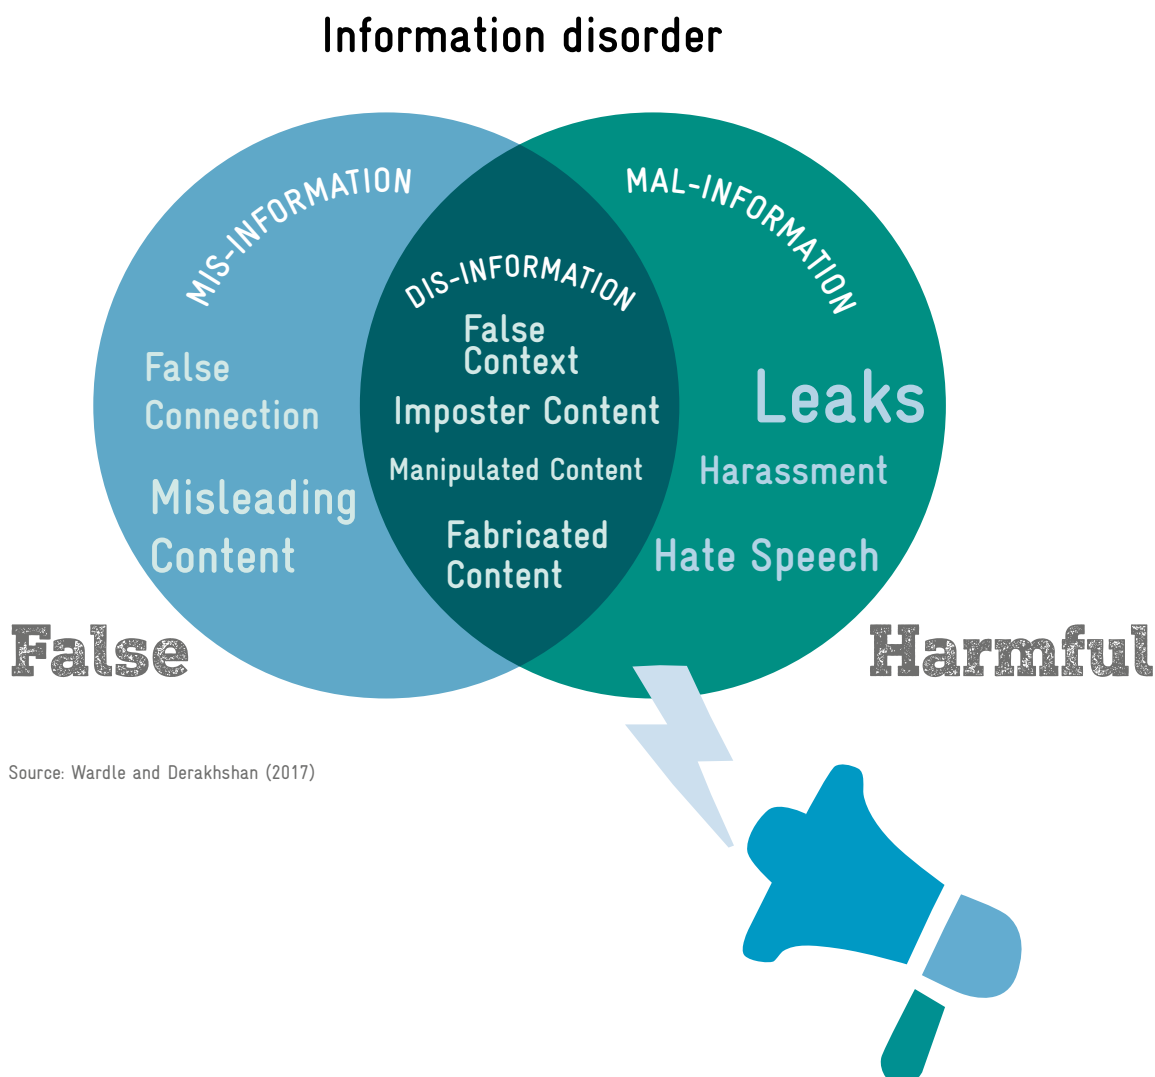 Information disorder
MIS-INFORMATION
False
Connection
Misleading
Content
DIS-INFORMATION
False
Context
Imposter Content
Manipulated Content
Fabricated
Content
MAL-INFORMATION
Leaks
Harassment
Hate Speech
False
Harmful
Source: Wardle and Derakhshan (2017)